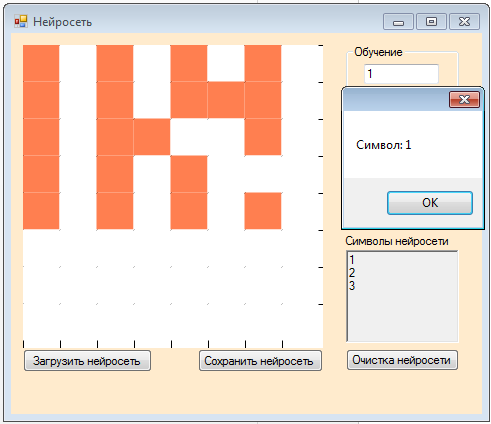 Нейросеть
Обучение
1
Символ: 1
OK
Символы нейросети
1
2
3
Загрузить нейросеть
Сохранить нейросеть
Очистка нейросети